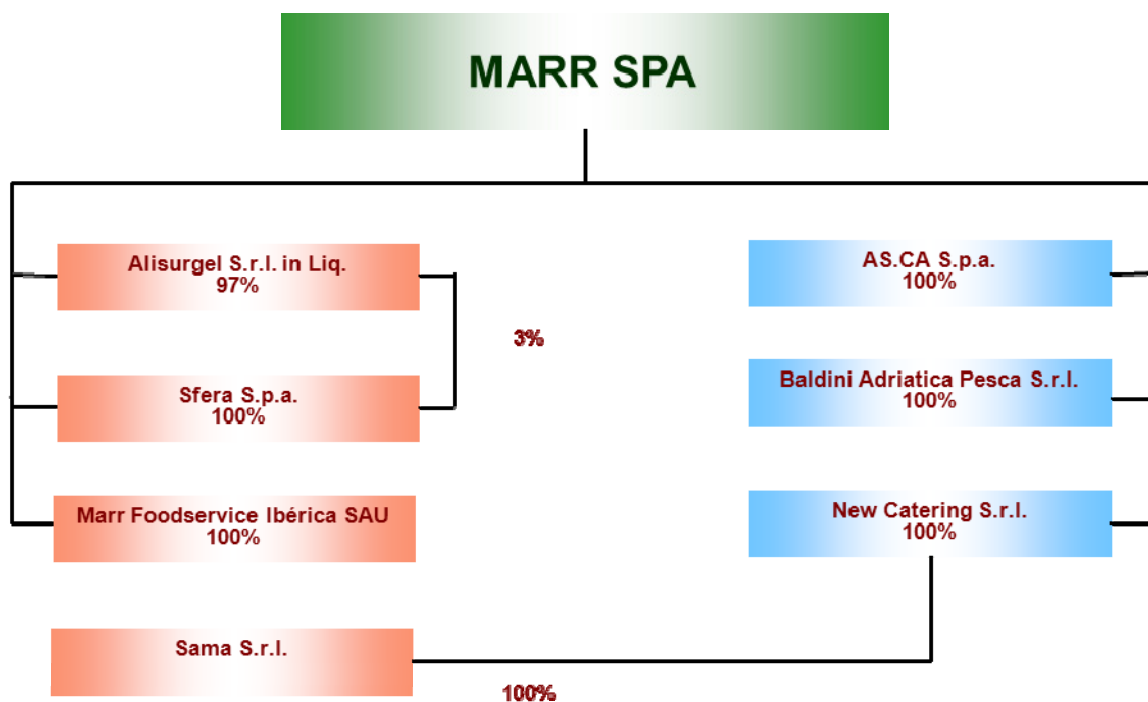 MARR SPA
Alisurgel S.r.l. in Liq.
97%
AS.CA S.p.a.
100%
3%
Sfera S.p.a.
100%
Baldini Adriatica Pesca S.r.l.
100%
Marr Foodservice Ibérica SAU
100%
New Catering S.r.l.
100%
Sama S.r.l.
100%